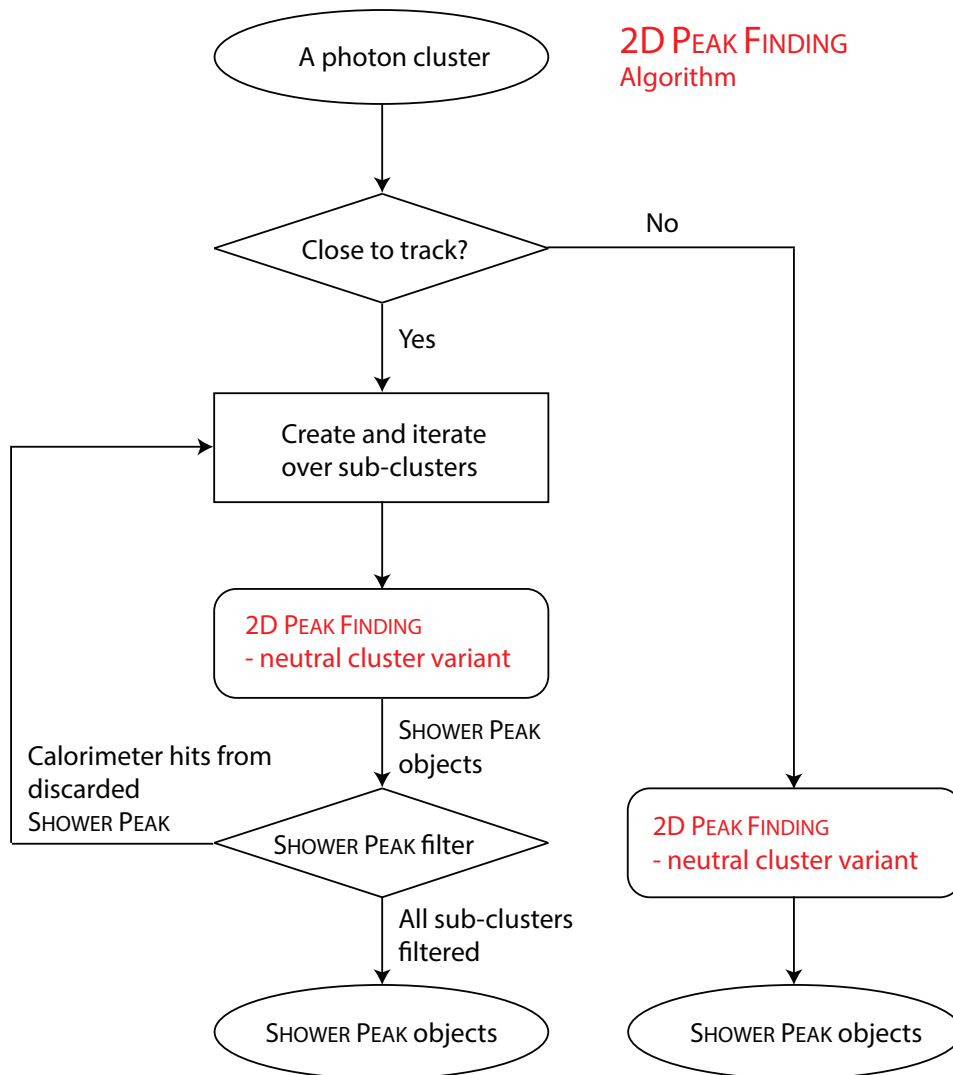 A photon cluster
2D PEAK FINDING
Algorithm
Close to track?
No
Yes
Create and iterate
over sub-clusters
2D PEAK FINDING
- neutral cluster variant
SHOWER PEAK
objects
Calorimeter hits from
discarded
SHOWER PEAK
SHOWER PEAK filter
2D PEAK FINDING
- neutral cluster variant
All sub-clusters
filtered
SHOWER PEAK objects
SHOWER PEAK objects